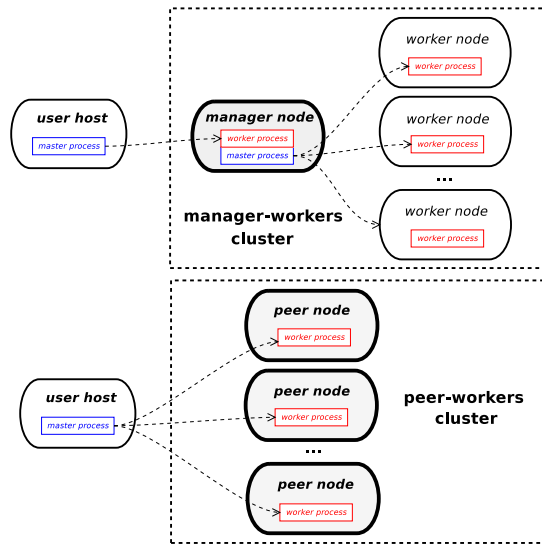 worker node
worker process
user host
master process
manager node
worker process
master process
worker node
worker process
...
manager-workers
cluster
worker node
worker process
peer node
worker process
user host
master process
peer node
worker process
peer-workers
cluster
...
peer node
worker process